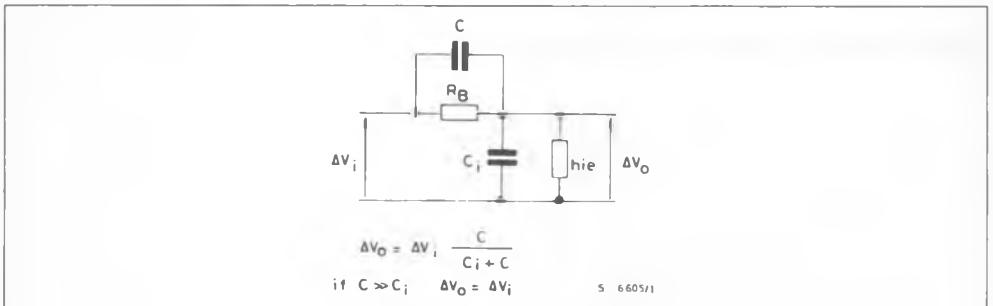 C
R_B
ΔV_i
C_i
hie
ΔV_o
ΔV_o = ΔV_i C / (C_i + C)
if C ≫ C_i ΔV_o = ΔV_i
S 6605/1